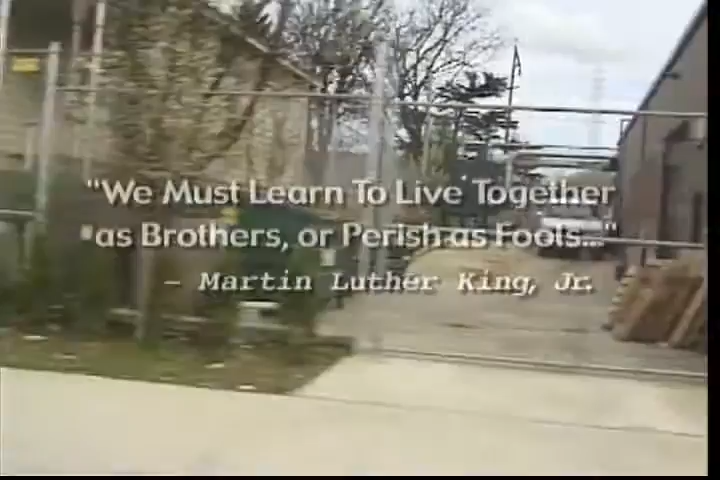 "We Must Learn To Live Together
as Brothers, or Perish as Fools...
- Martin Luther King, Jr.